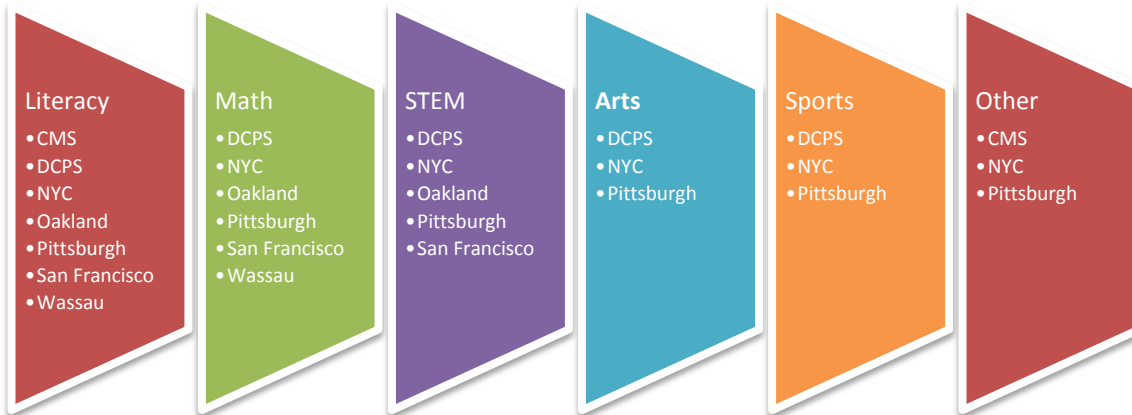 Literacy
•CMS
•DCPS
•NYC
•Oakland
•Pittsburgh
•San Francisco
•Wassau
Math
•DCPS
•NYC
•Oakland
•Pittsburgh
•San Francisco
•Wassau
STEM
•DCPS
•NYC
•Oakland
•Pittsburgh
•San Francisco
Arts
•DCPS
•NYC
•Pittsburgh
Sports
•DCPS
•NYC
•Pittsburgh
Other
•CMS
•NYC
•Pittsburgh